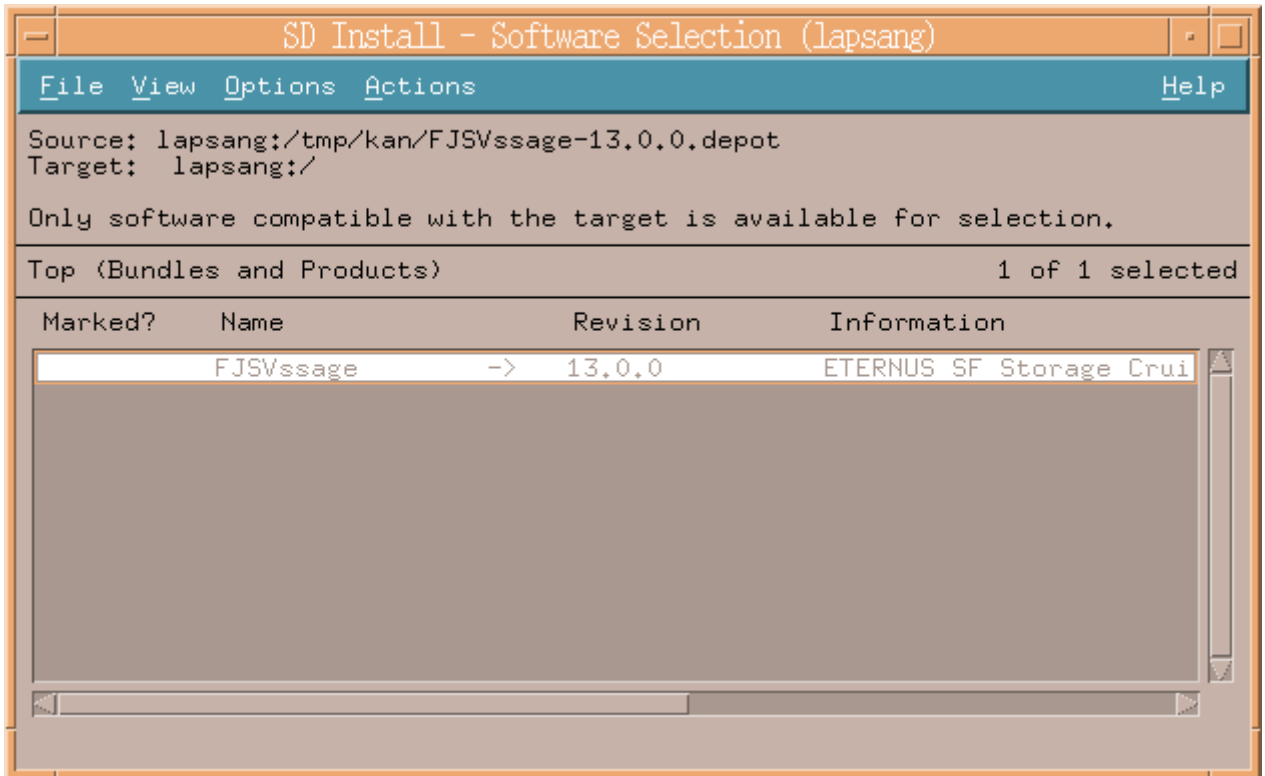 SD Install - Software Selection (lapsang)
File View Options Actions Help
Source: lapsang:/tmp/kan/FJSVssage-13.0.0.depot
Target: lapsang:/
Only software compatible with the target is available for selection.
Top (Bundles and Products) 1 of 1 selected
Marked? Name Revision Information
FJSVssage -> 13.0.0 ETERNUS SF Storage Crui